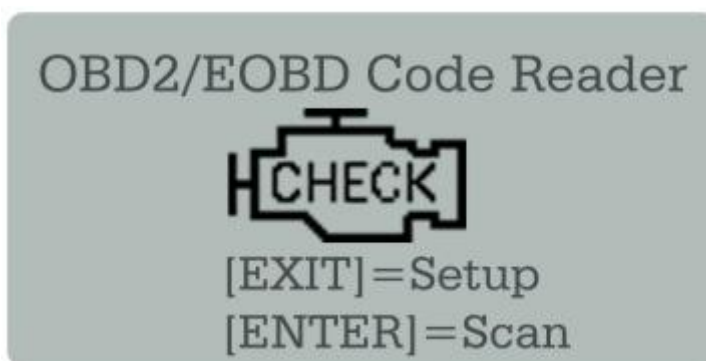 OBD2/EOBD Code Reader
CHECK
[EXIT]=Setup
[ENTER]=Scan